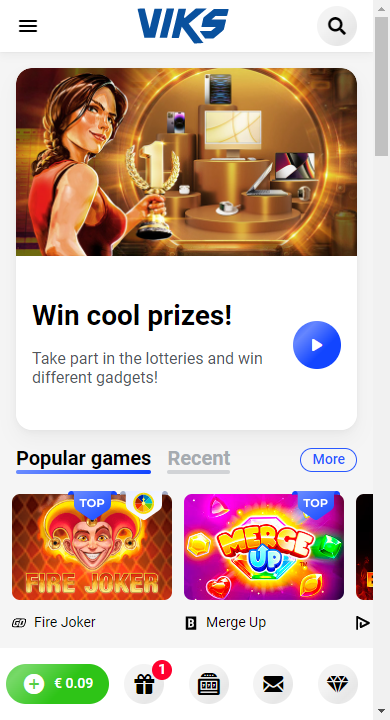 VIKS
1
Win cool prizes!
Take part in the lotteries and win
different gadgets!
Popular games
Recent
More
TOP
TOP
FIRE JOKER
MERGE UP
Fire Joker
Merge Up
€ 0.09
1